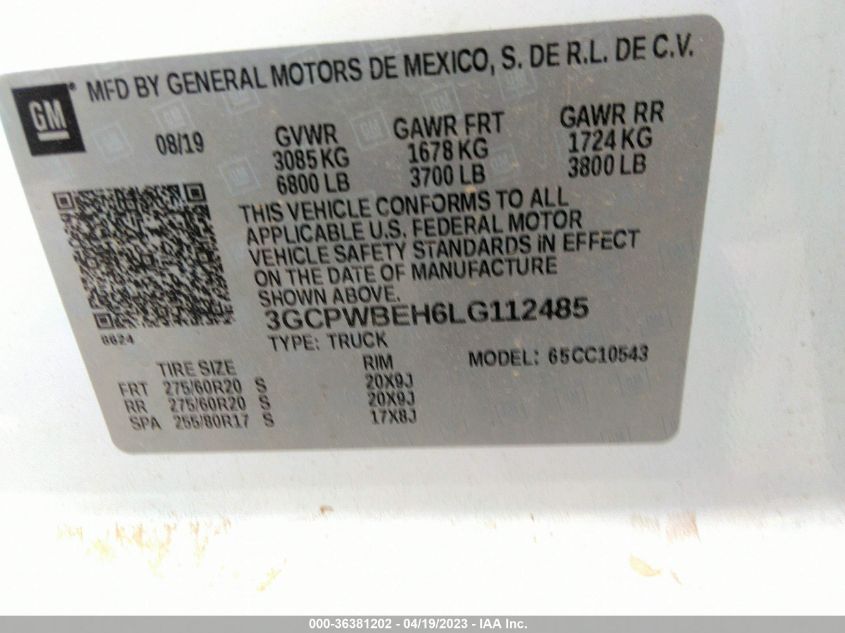 GM
MFD BY GENERAL MOTORS DE MEXICO, S. DE R.L. DE C.V.
08/19
GVWR GAWR FRT GAWR RR
3085 KG 1678 KG 1724 KG
6800 LB 3700 LB 3800 LB
THIS VEHICLE CONFORMS TO ALL
APPLICABLE U.S. FEDERAL MOTOR
VEHICLE SAFETY STANDARDS IN EFFECT
ON THE DATE OF MANUFACTURE
SHOWN ABOVE.
3GCPWBEH6LG112485
8624
TYPE: TRUCK MODEL: 65CC10543
TIRE SIZE RIM
FRT 275/60R20 S 20X9J
RR 275/60R20 S 20X9J
SPA 255/80R17 S 17X8J
000-36381202 - 04/19/2023 - IAA Inc.